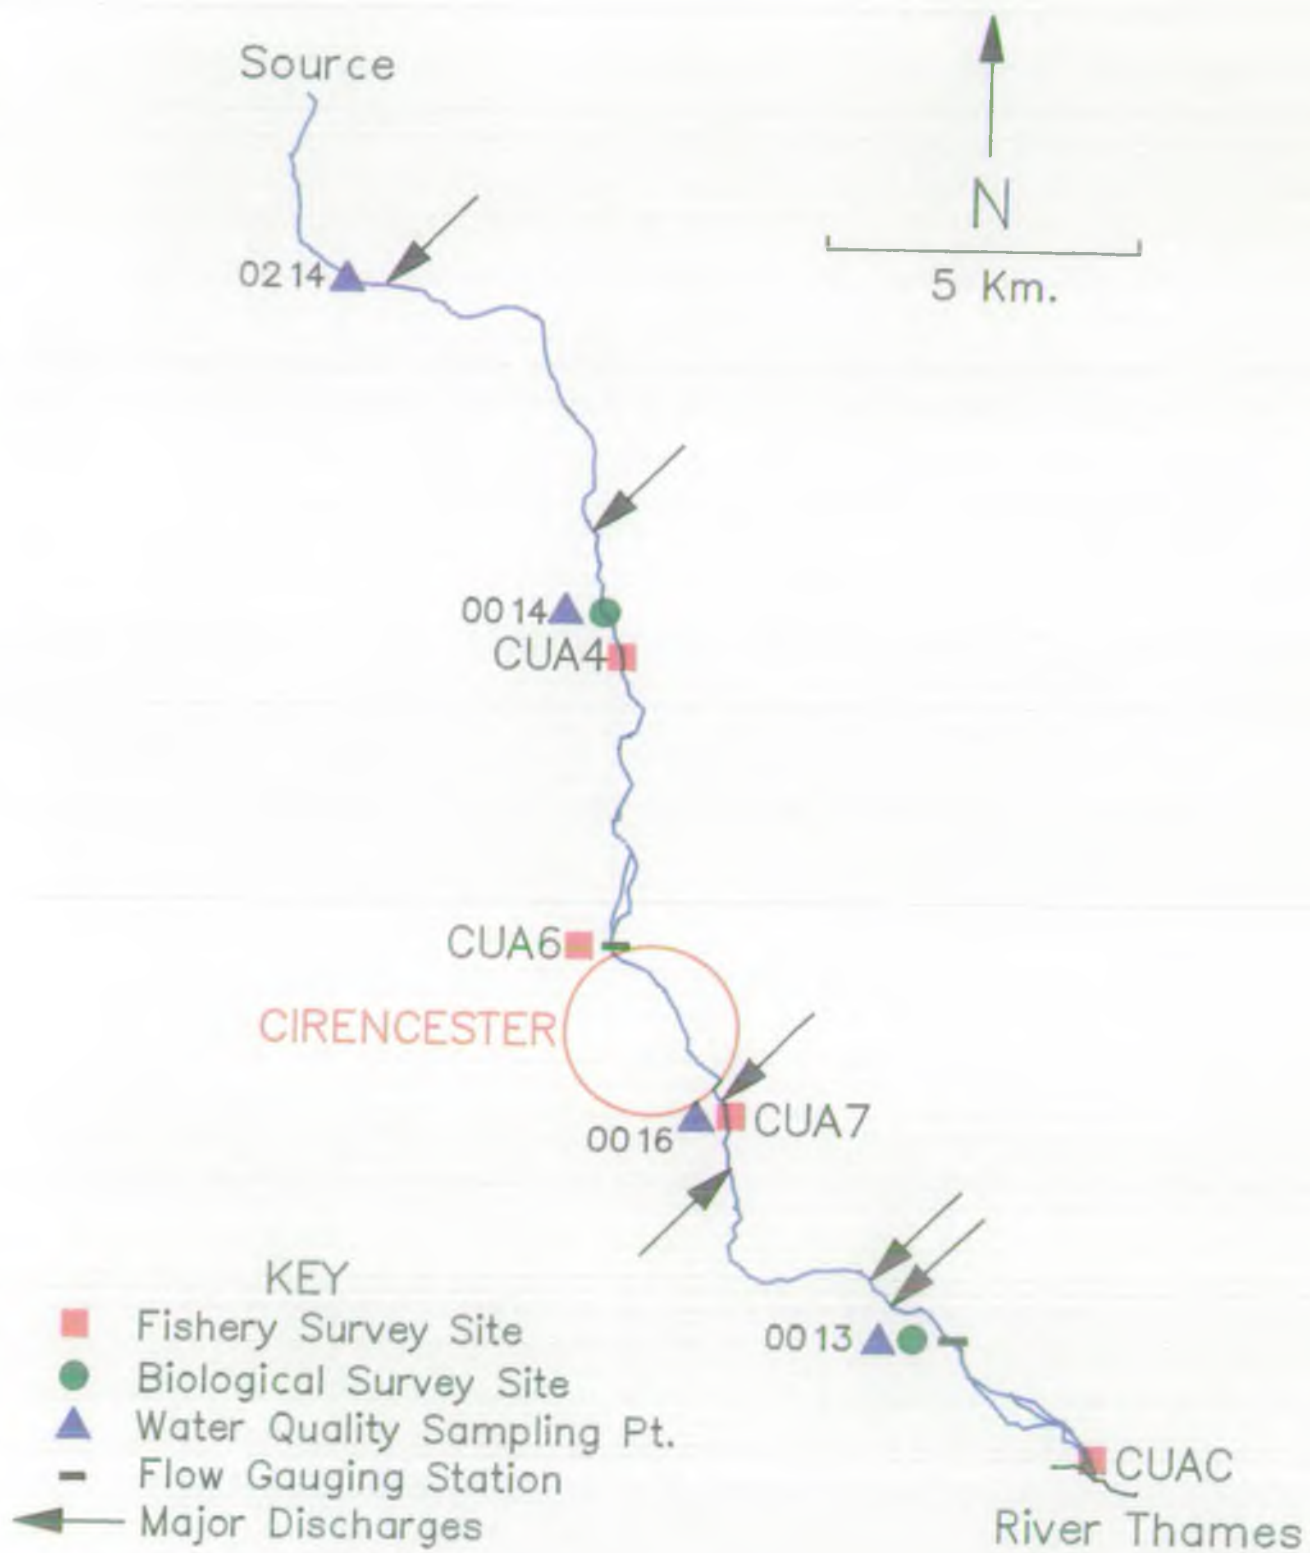 Source
N
5 Km.
0214
0014
CUA4
CUA6
CIRENCESTER
0016
CUA7
0013
CUAC
River Thames
KEY
Fishery Survey Site
Biological Survey Site
Water Quality Sampling Pt.
Flow Gauging Station
Major Discharges